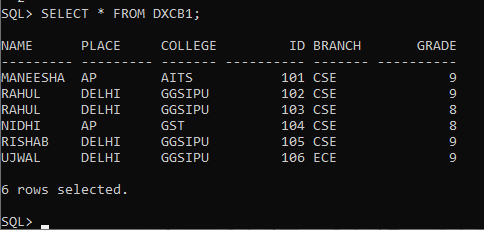 SQL> SELECT * FROM DXCB1;
NAME PLACE COLLEGE ID BRANCH GRADE
--------- --------- ------- ---------- ------- ----------
MANEESHA AP AITS 101 CSE 9
RAHUL DELHI GGSIPU 102 CSE 9
RAHUL DELHI GGSIPU 103 CSE 8
NIDHI AP GST 104 CSE 8
RISHAB DELHI GGSIPU 105 CSE 9
UJWAL DELHI GGSIPU 106 ECE 9
6 rows selected.
SQL>